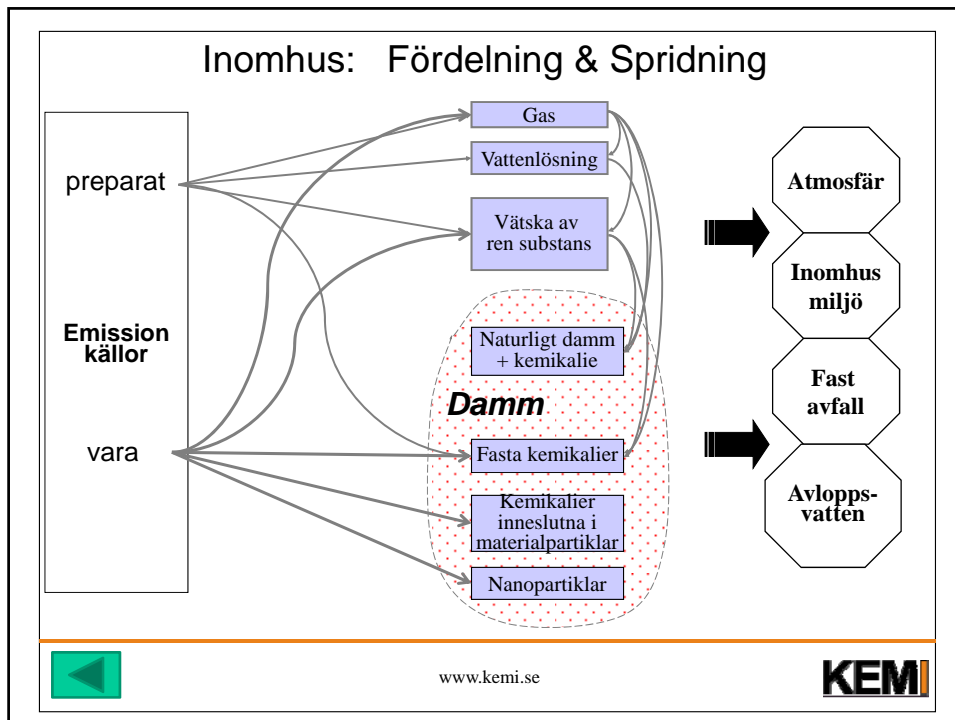 Inomhus: Fördelning & Spridning
preparat
Emission
källor
vara
Gas
Vattenlösning
Vätska av
ren substans
Naturligt damm
+ kemikalie
Damm
Fasta kemikalier
Kemikalier
inneslutna i
materialpartiklar
Nanopartiklar
Atmosfär
Inomhus
miljö
Fast
avfall
Avlopps-
vatten
www.kemi.se
KEMI